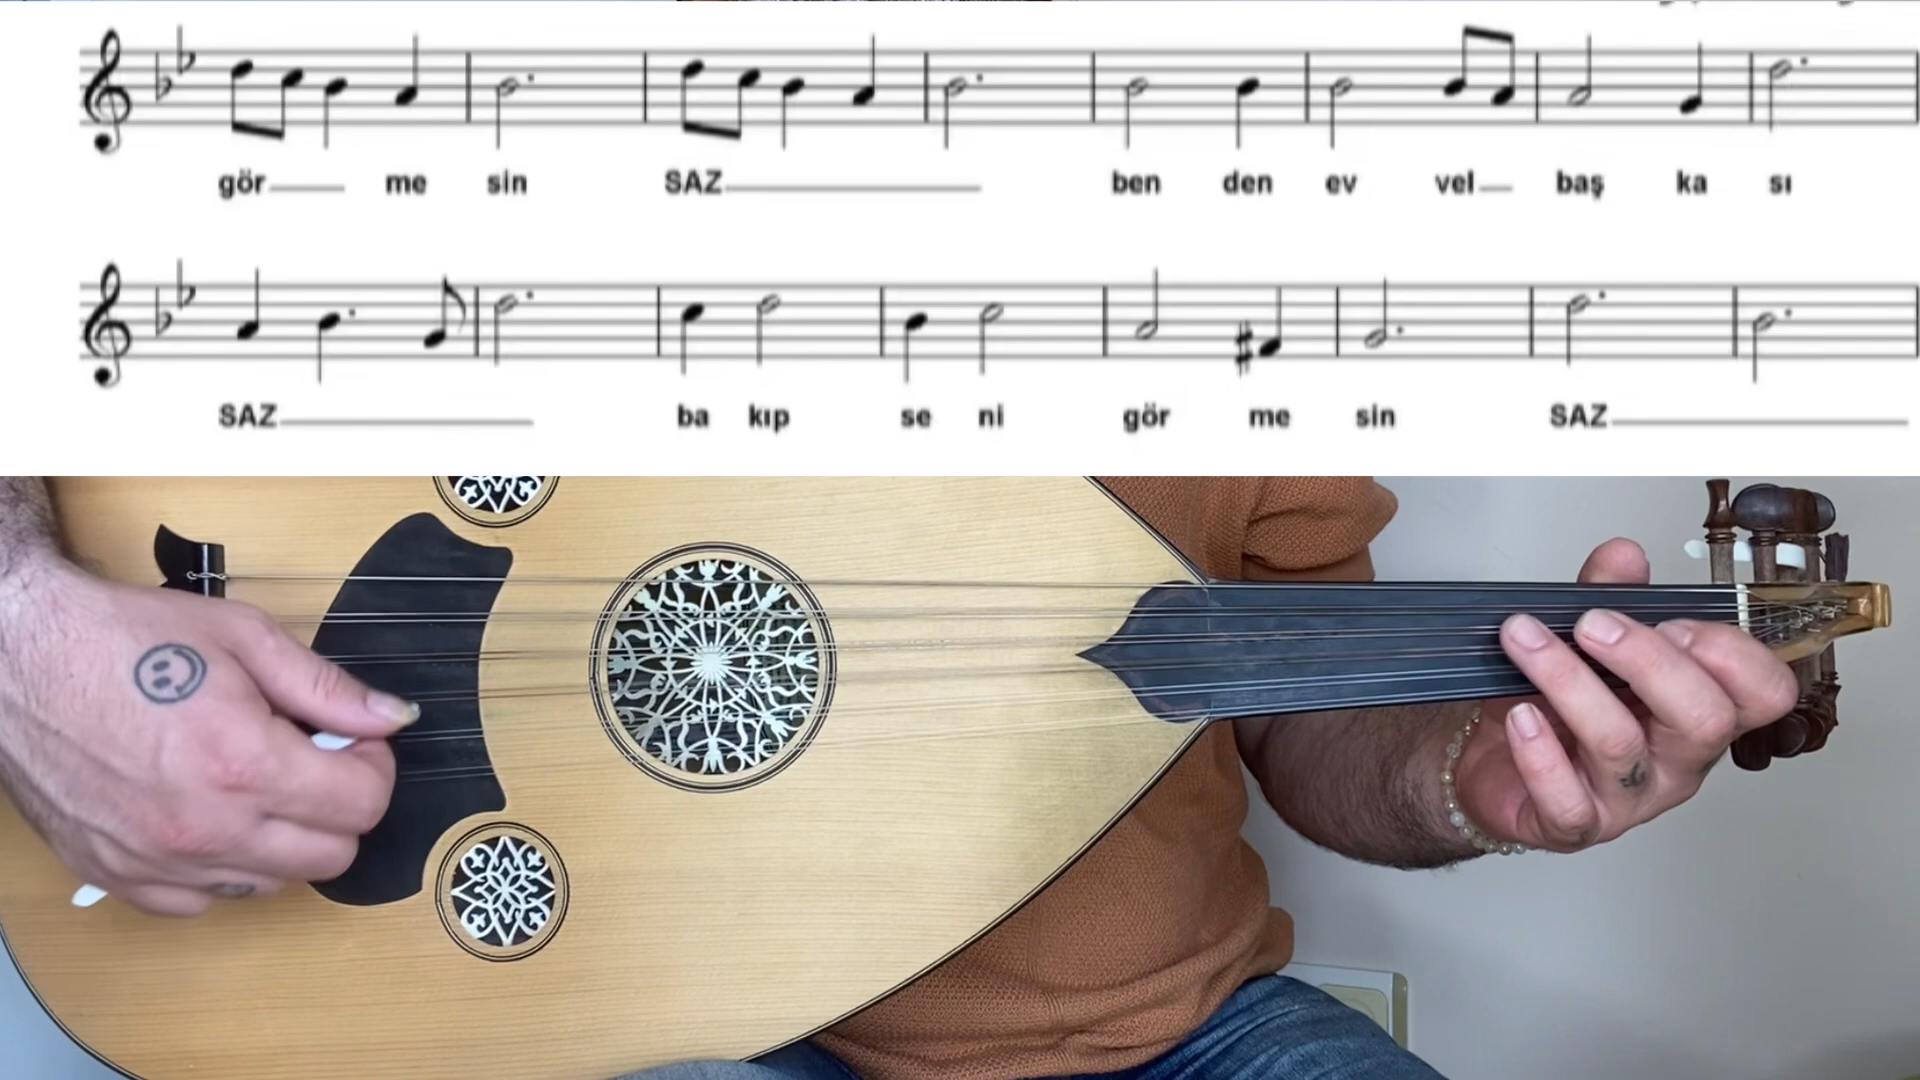 gör me sin SAZ ben den ev vel baş ka sı
SAZ ba kıp se ni gör me sin SAZ